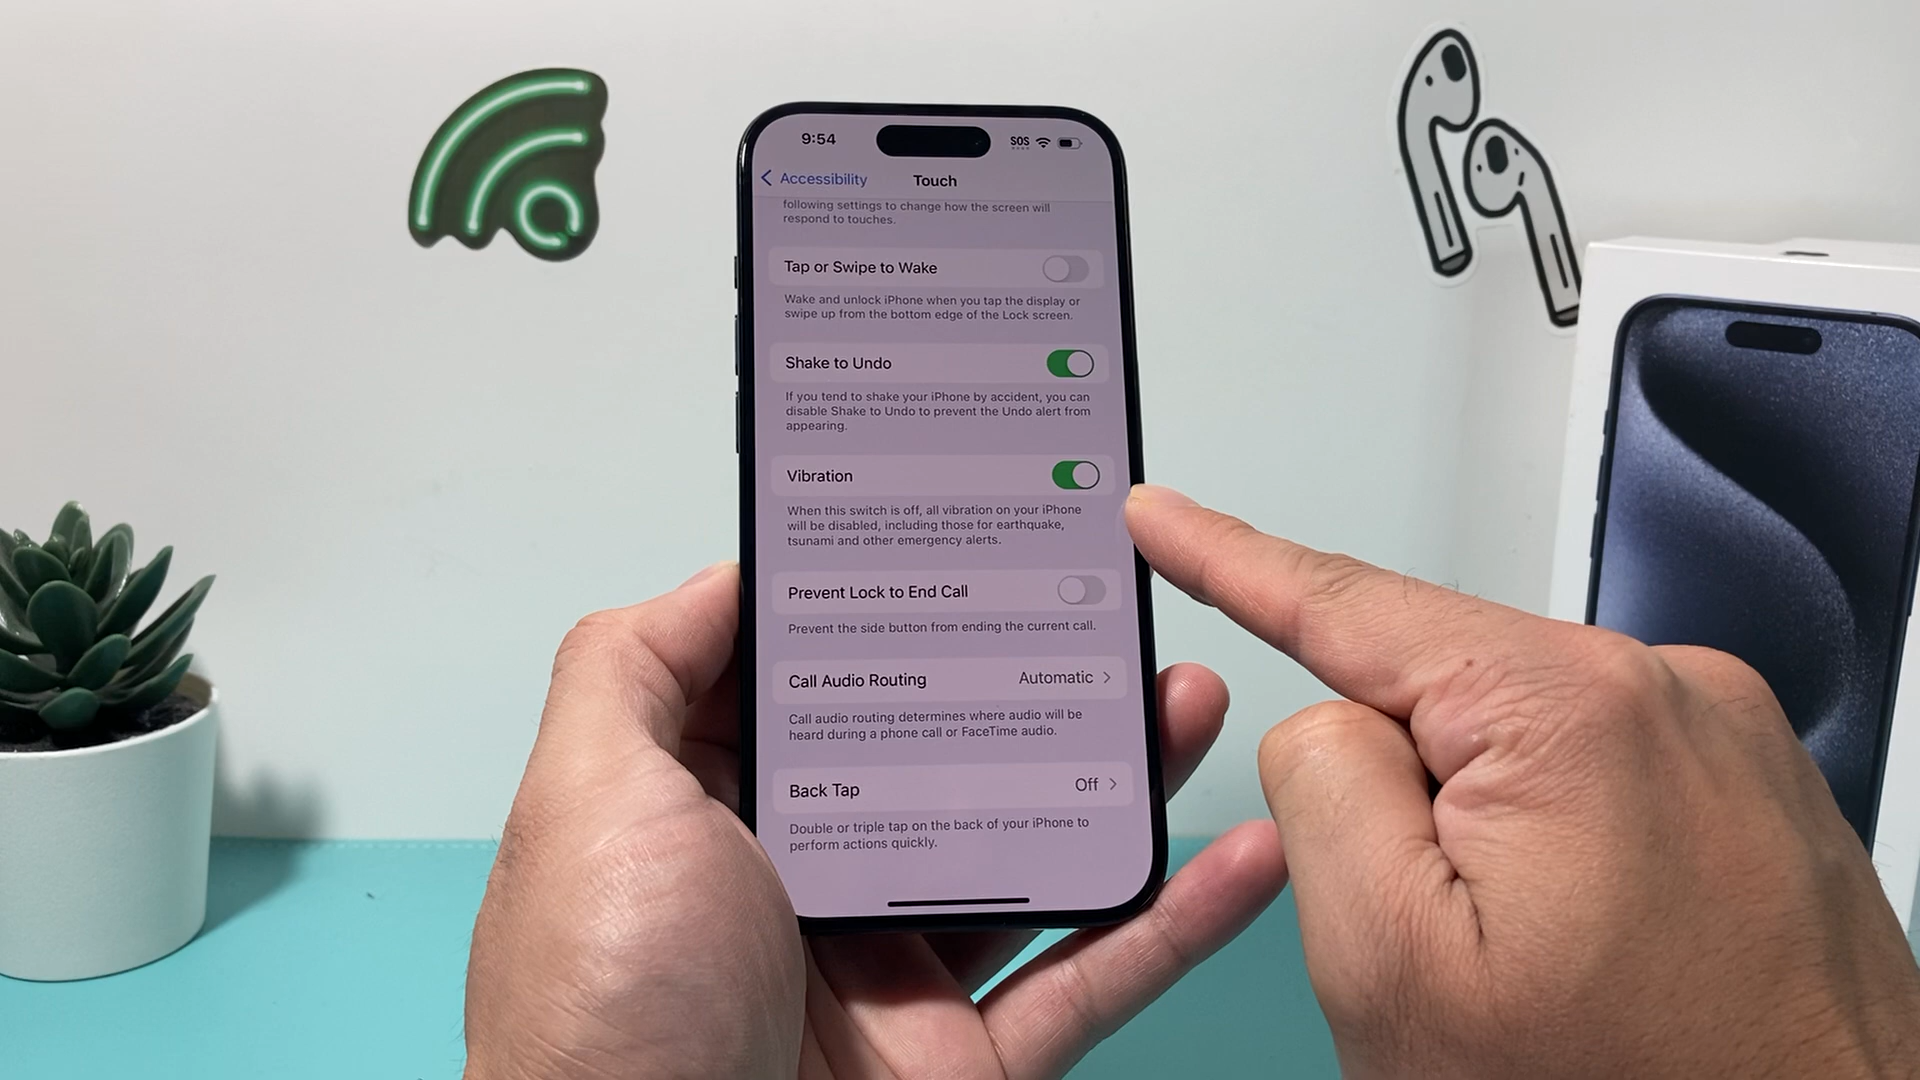 9:54
SOS
Accessibility
Touch
following settings to change how the screen will
respond to touches.
Tap or Swipe to Wake
Wake and unlock iPhone when you tap the display or
swipe up from the bottom edge of the Lock screen.
Shake to Undo
If you tend to shake your iPhone by accident, you can
disable Shake to Undo to prevent the Undo alert from
appearing.
Vibration
When this switch is off, all vibration on your iPhone
will be disabled, including those for earthquake,
tsunami and other emergency alerts.
Prevent Lock to End Call
Prevent the side button from ending the current call.
Call Audio Routing
Automatic
Call audio routing determines where audio will be
heard during a phone call or FaceTime audio.
Back Tap
Off
Double or triple tap on the back of your iPhone to
perform actions quickly.